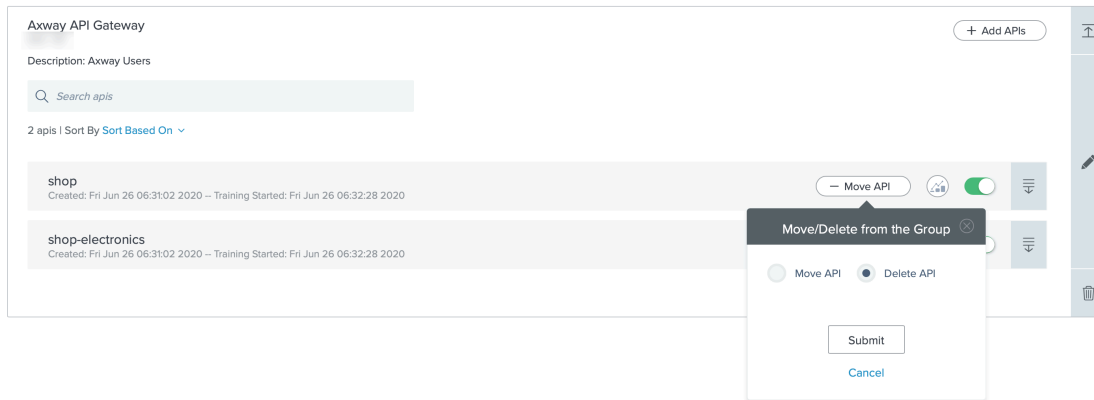 Axway API Gateway
+ Add APIs
Description: Axway Users
Search apis
2 apis | Sort By Sort Based On
shop
Created: Fri Jun 26 06:31:02 2020 -- Training Started: Fri Jun 26 06:32:28 2020
− Move API
shop-electronics
Created: Fri Jun 26 06:31:02 2020 -- Training Started: Fri Jun 26 06:32:28 2020
Move/Delete from the Group
Move API Delete API
Submit
Cancel